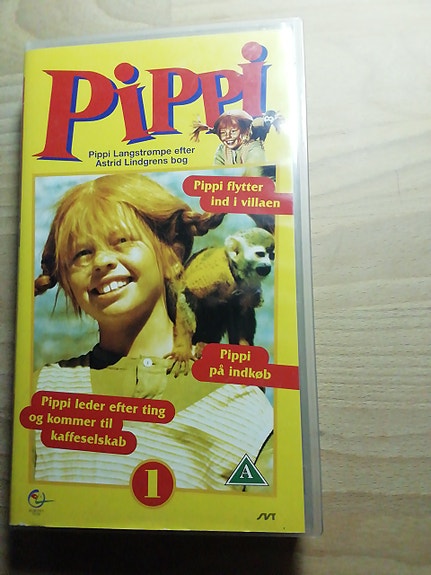 PiPPi
Pippi Langstrømpe efter
Astrid Lindgrens bog
Pippi flytter
ind i villaen
Pippi
på indkøb
Pippi leder efter ting
og kommer til
kaffeselskab
1
A
SVT